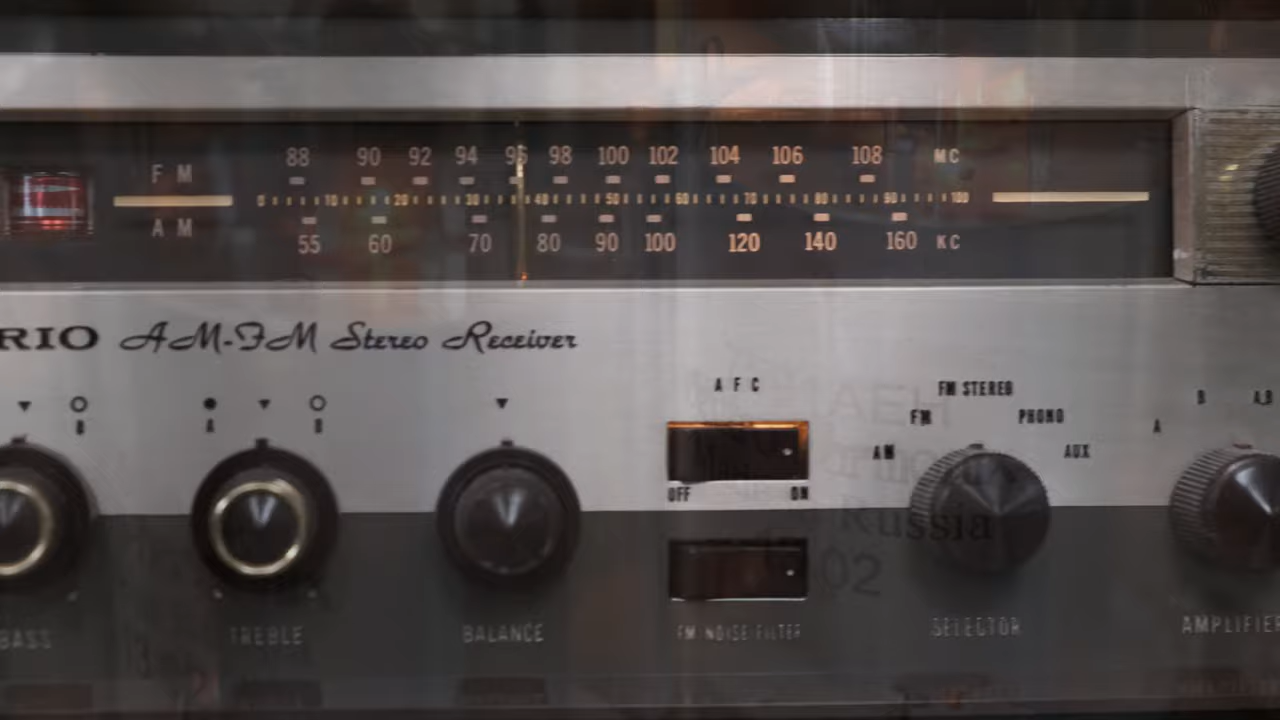 88 90 92 94 96 98 100 102 104 106 108 MC
FM
0 10 20 30 40 50 60 70 80 90 100
AM
55 60 70 80 90 100 120 140 160 KC
RIO AM-FM Stereo Receiver
AFC
FM STEREO
B A B A,B
FM PHONO
A B A
AM AUX
OFF ON
Russia
02
BASS TREBLE BALANCE FM NOISE FILTER SELECTOR AMPLIFIER